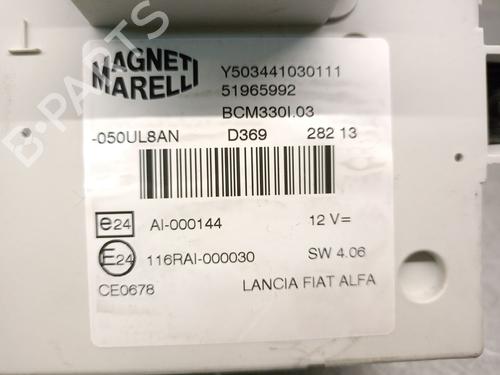 B-PARTS
MAGNETI
MARELLI
Y503441030111
51965992
BCM330I.03
-050UL8AN D369 282 13
e24 AI-000144 12 V=
E24 116RAI-000030 SW 4.06
CE0678 LANCIA FIAT ALFA